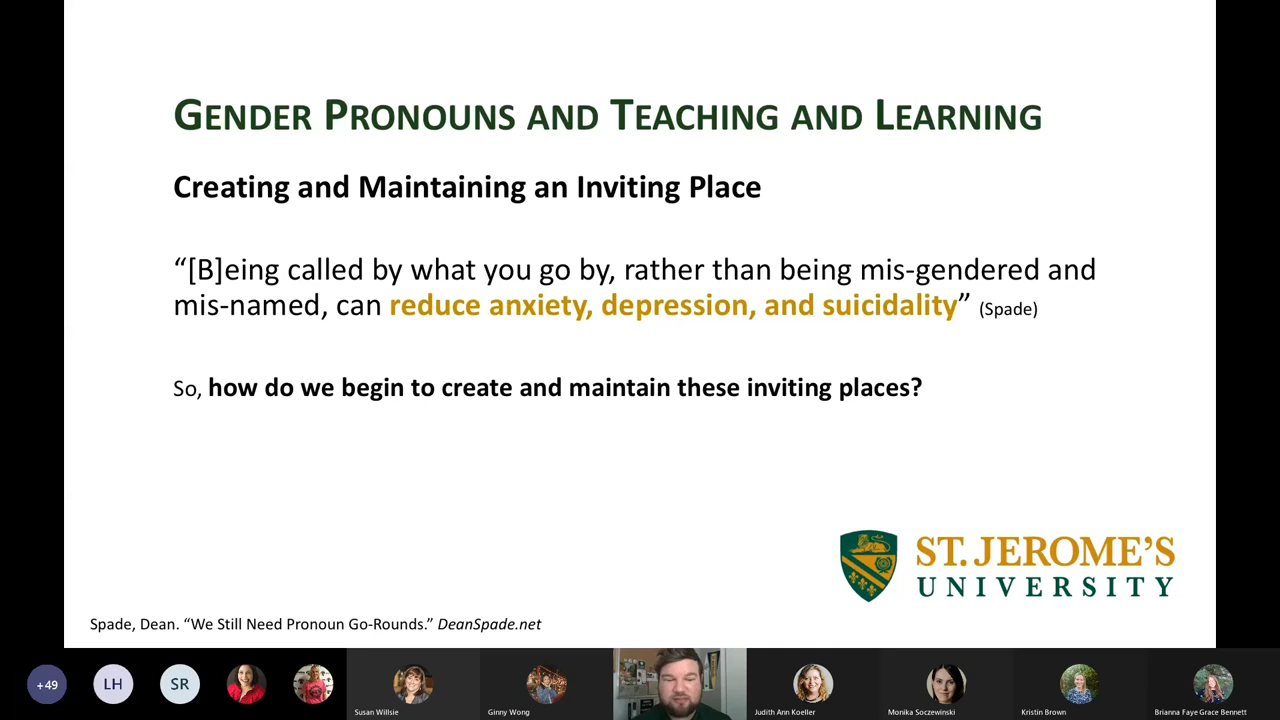 GENDER PRONOUNS AND TEACHING AND LEARNING
Creating and Maintaining an Inviting Place
“[B]eing called by what you go by, rather than being mis-gendered and
mis-named, can reduce anxiety, depression, and suicidality” (Spade)
So, how do we begin to create and maintain these inviting places?
ST. JEROME’S
UNIVERSITY
Spade, Dean. “We Still Need Pronoun Go-Rounds.” DeanSpade.net
+49
LH
SR
Susan Willsie
Ginny Wong
Judith Ann Koeller
Monika Soczewinski
Kristin Brown
Brianna Faye Grace Bennett